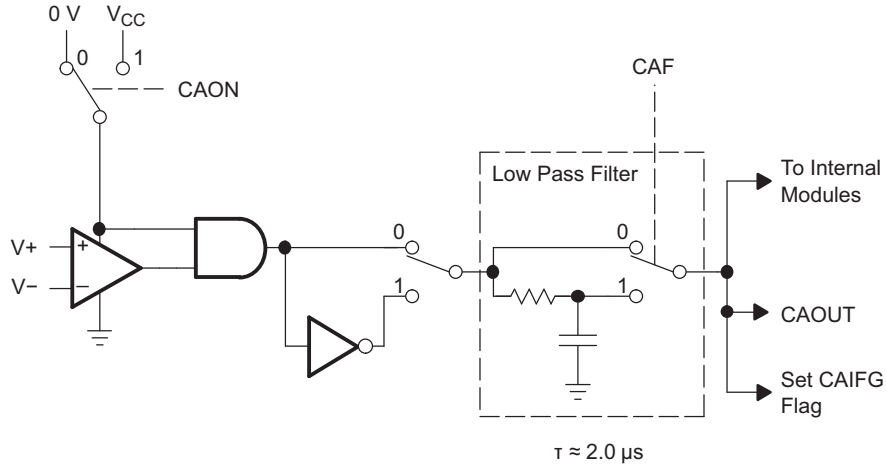 0 V
V_CC
0
1
CAON
CAF
Low Pass Filter
To Internal
Modules
V+
+
V−
−
0
1
0
1
CAOUT
Set CAIFG
Flag
τ ≈ 2.0 µs